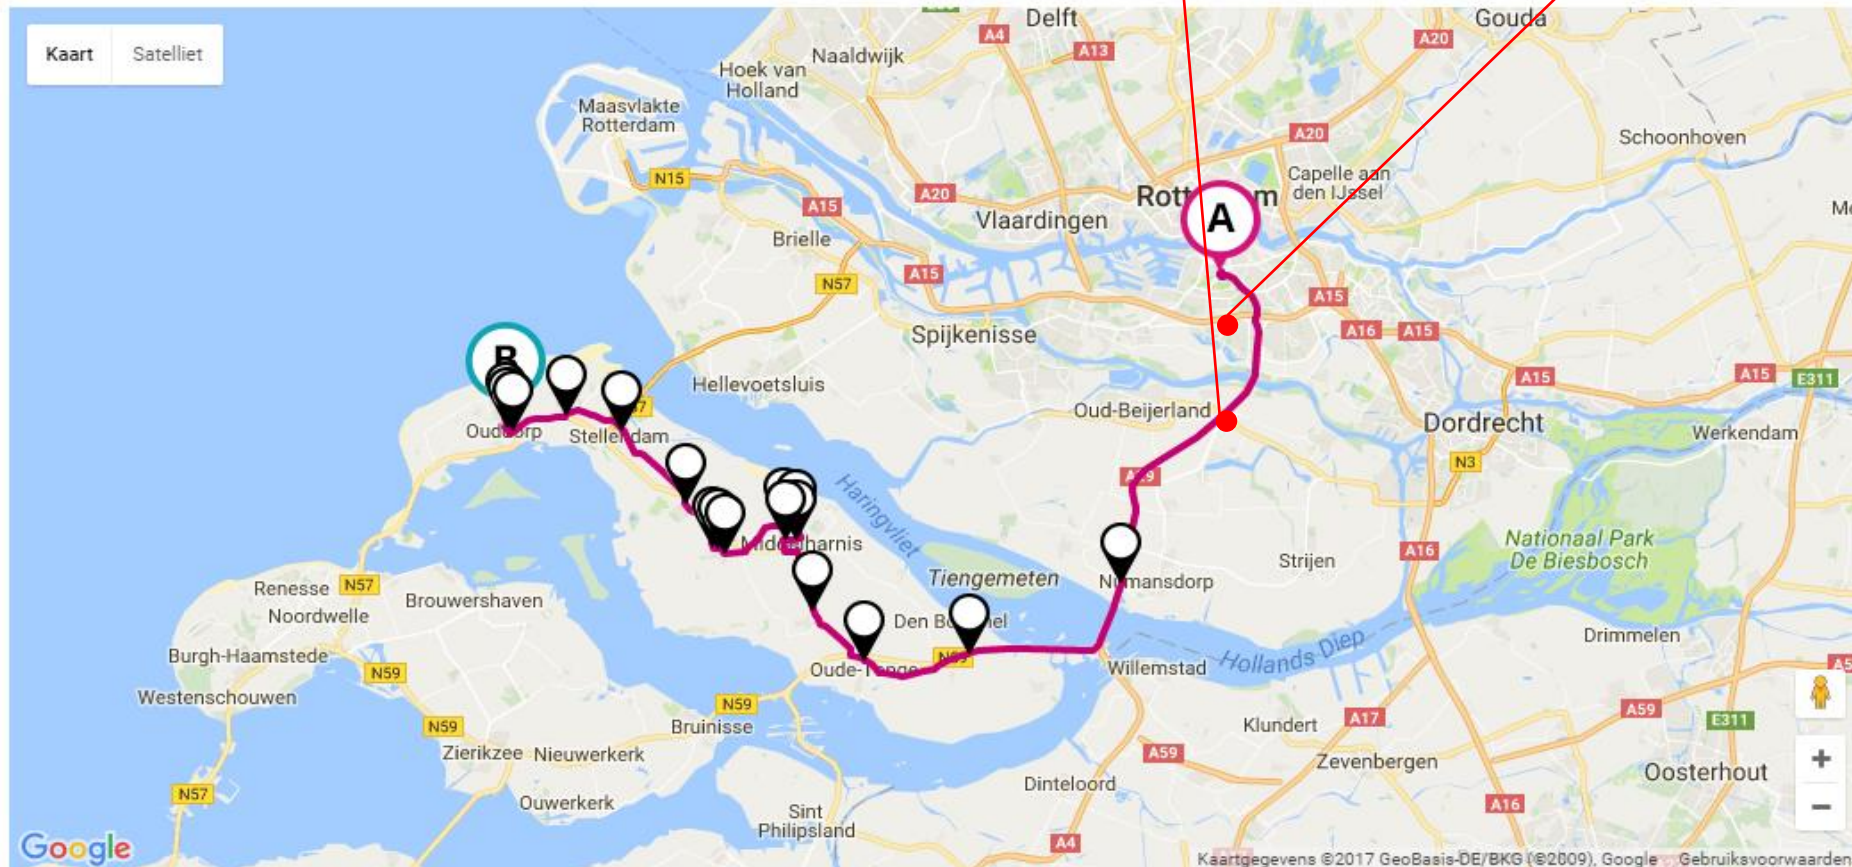 Delft
Gouda
Kaart
Satelliet
A4
A13
A20
Naaldwijk
Hoek van
Holland
Maasvlakte
Rotterdam
A20
Schoonhoven
N15
A20
Capelle aan
den IJssel
A15
Vlaardingen
A
Brielle
A15
N57
A15
A16
A15
Spijkenisse
Hellevoetsluis
A15
A15
E311
Oud-Beijerland
Dordrecht
Werkendam
Stellendam
N3
Haringvliet
Nationaal Park
De Biesbosch
Middelharnis
A16
Strijen
Tiengemeten
Numansdorp
Renesse
N57
Noordwelle
Brouwershaven
Drimmelen
Burgh-Haamstede
Hollands Diep
Willemstad
N59
Westenschouwen
N59
A59
E311
N59
Bruinisse
Klundert
A17
Zierikzee
Nieuwerkerk
A59
Zevenbergen
Oosterhout
Dinteloord
N57
Ouwerkerk
A16
Sint
Philipsland
A4
Google
Kaartgegevens ©2017 GeoBasis-DE/BKG (©2009), Google
Gebruiksvoorwaarden